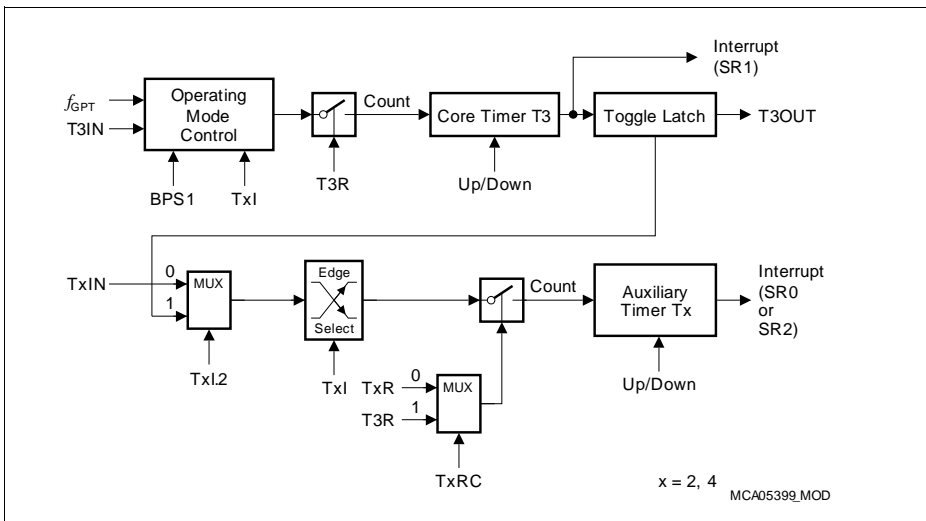 Interrupt
(SR1)
fGPT
T3IN
Operating
Mode
Control
Count
Core Timer T3
Toggle Latch
T3OUT
BPS1
TxI
T3R
Up/Down
TxIN
0
1
MUX
Edge
Select
Count
Auxiliary
Timer Tx
Interrupt
(SR0
or
SR2)
TxI.2
TxI
TxR
0
T3R
1
MUX
Up/Down
TxRC
x = 2, 4
MCA05399_MOD